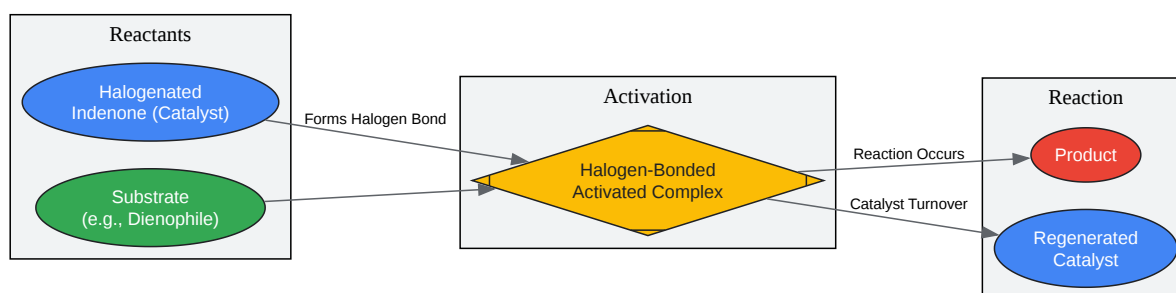 Reactants
Halogenated
Indenone (Catalyst)
Substrate
(e.g., Dienophile)
Forms Halogen Bond
Activation
Halogen-Bonded
Activated Complex
Reaction Occurs
Catalyst Turnover
Reaction
Product
Regenerated
Catalyst